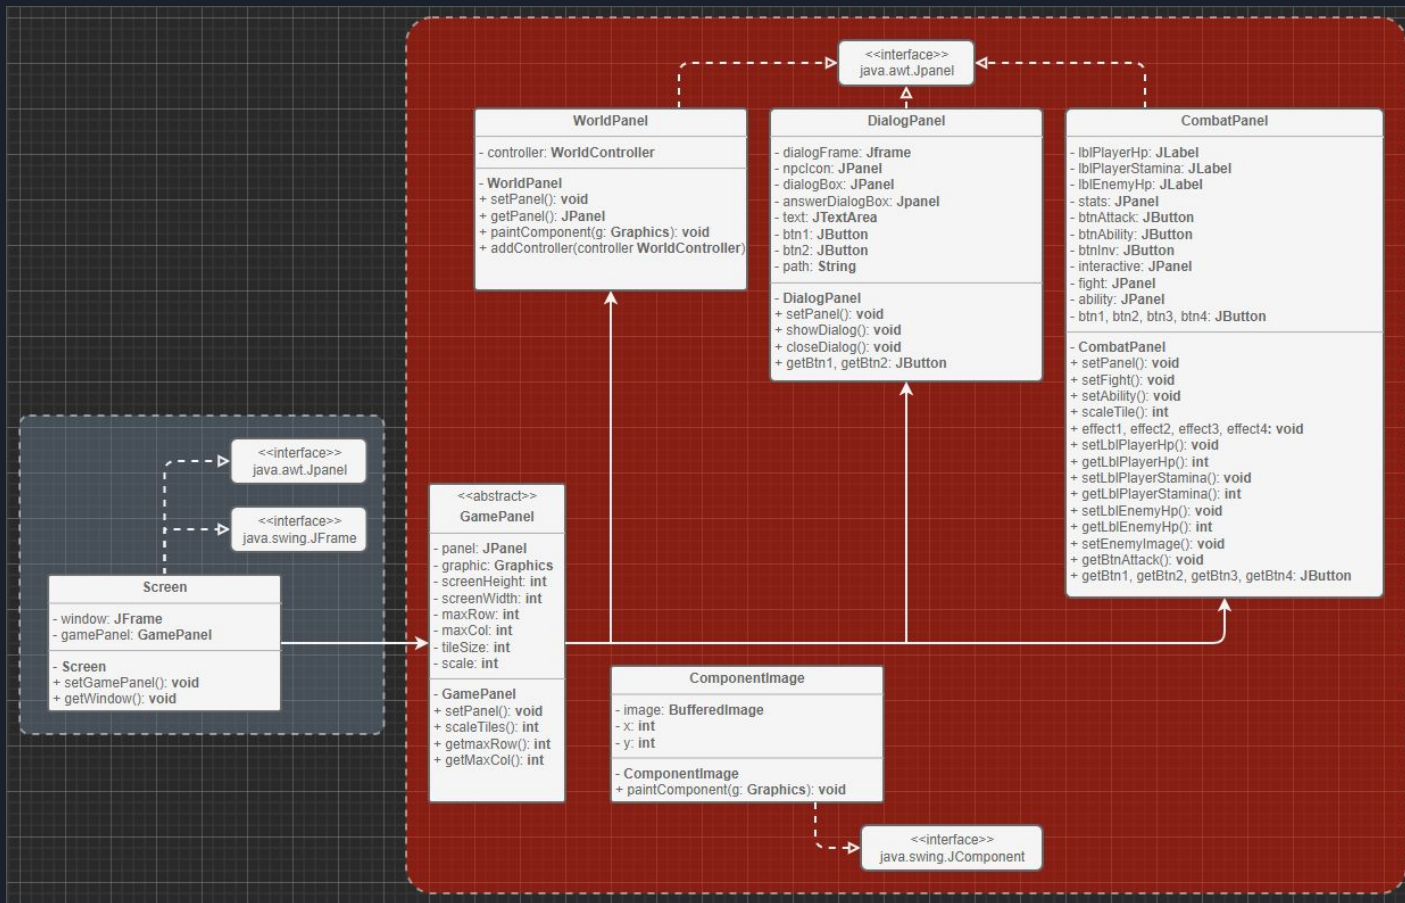 <<interface>>
java.awt.Jpanel
WorldPanel
- controller: WorldController
- WorldPanel
+ setPanel(): void
+ getPanel(): JPanel
+ paintComponent(g: Graphics): void
+ addController(controller WorldController)
DialogPanel
- dialogFrame: Jframe
- npcIcon: JPanel
- dialogBox: JPanel
- answerDialogBox: Jpanel
- text: JTextArea
- btn1: JButton
- btn2: JButton
- path: String
- DialogPanel
+ setPanel(): void
+ showDialog(): void
+ closeDialog(): void
+ getBtn1, getBtn2: JButton
CombatPanel
- lblPlayerHp: JLabel
- lblPlayerStamina: JLabel
- lblEnemyHp: JLabel
- stats: JPanel
- btnAttack: JButton
- btnAbility: JButton
- btnInv: JButton
- interactive: JPanel
- fight: JPanel
- ability: JPanel
- btn1, btn2, btn3, btn4: JButton
- CombatPanel
+ setPanel(): void
+ setFight(): void
+ setAbility(): void
+ scaleTile(): int
+ effect1, effect2, effect3, effect4: void
+ setLblPlayerHp(): void
+ getLblPlayerHp(): int
+ setLblPlayerStamina(): void
+ getLblPlayerStamina(): int
+ setLblEnemyHp(): void
+ getLblEnemyHp(): int
+ setEnemyImage(): void
+ getBtnAttack(): void
+ getBtn1, getBtn2, getBtn3, getBtn4: JButton
<<interface>>
java.awt.Jpanel
<<interface>>
java.swing.JFrame
Screen
- window: JFrame
- gamePanel: GamePanel
- Screen
+ setGamePanel(): void
+ getWindow(): void
<<abstract>>
GamePanel
- panel: JPanel
- graphic: Graphics
- screenHeight: int
- screenWidth: int
- maxRow: int
- maxCol: int
- tileSize: int
- scale: int
- GamePanel
+ setPanel(): void
+ scaleTiles(): int
+ getmaxRow(): int
+ getMaxCol(): int
ComponentImage
- image: BufferedImage
- x: int
- y: int
- ComponentImage
+ paintComponent(g: Graphics): void
<<interface>>
java.swing.JComponent